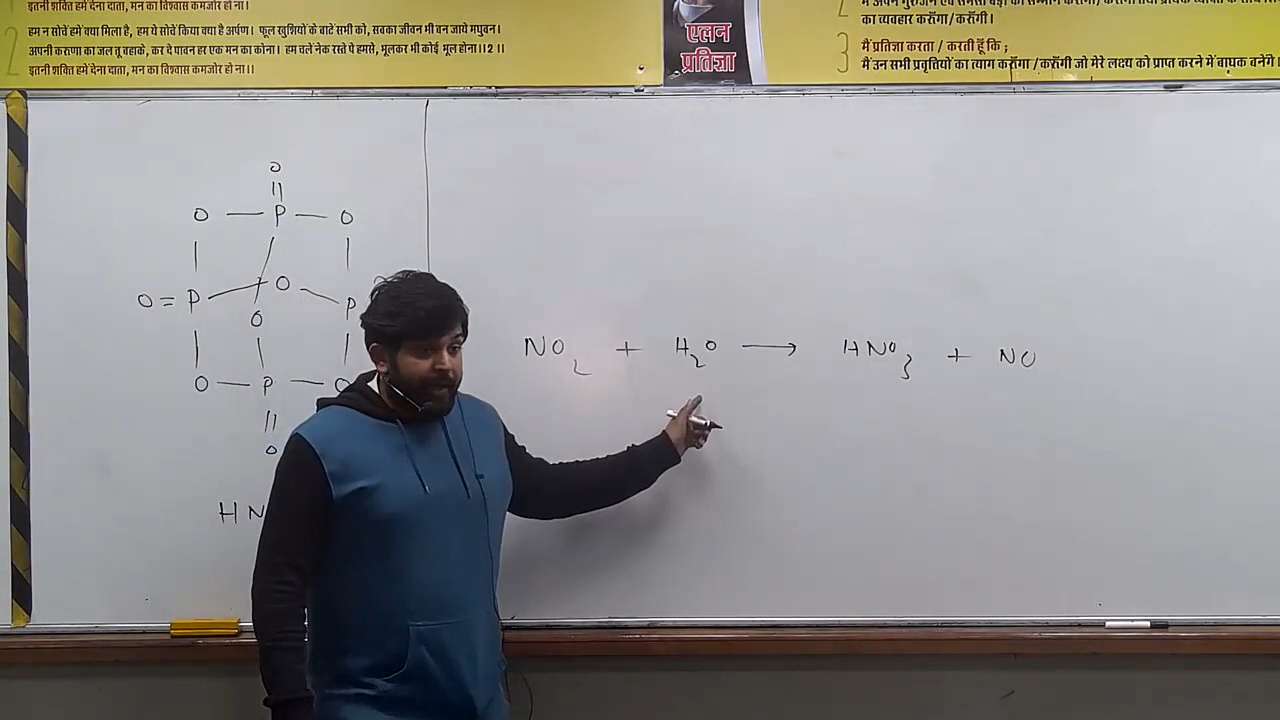 इतनी शक्ति हमें देना दाता, मन का विश्वास कमजोर हो ना।
2 हम न सोचें हमें क्या मिला है, हम ये सोचें किया क्या है अर्पण। फूल खुशियों के बाटें सभी को, सबका जीवन भी बन जाये मधुवन।
अपनी करुणा का जल तू बहाके, कर दे पावन हर एक मन का कोना। हम चलें नेक रस्ते पे हमसे, भूलकर भी कोई भूल हो ना।।2।।
इतनी शक्ति हमें देना दाता, मन का विश्वास कमजोर हो ना।।
एलन
प्रतिज्ञा
2
का व्यवहार करूँगा / करूँगी।
3 मैं प्रतिज्ञा करता / करती हूँ कि ;
मैं उन सभी प्रवृत्तियों का त्याग करूँगा / करूँगी जो मेरे लक्ष्य को प्राप्त करने में बाधक बनेंगे
O
||
O — P — O
| / |
O = P — O — P
O
| | |
O — P — O
||
O
H N
NO₂ + H₂O ⟶ HNO₃ + NO